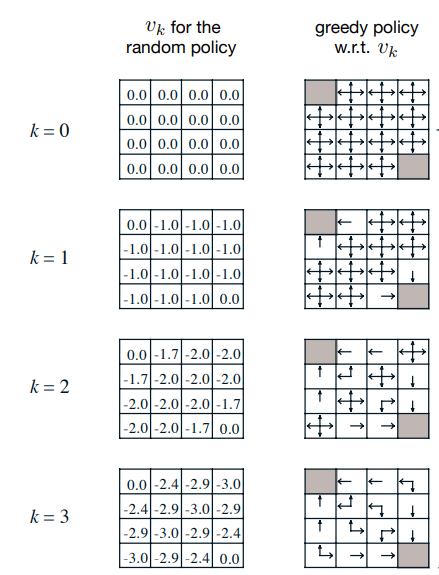 vₖ for the random policy
greedy policy w.r.t. vₖ
k = 0
0.0 0.0 0.0 0.0
0.0 0.0 0.0 0.0
0.0 0.0 0.0 0.0
0.0 0.0 0.0 0.0
k = 1
0.0 -1.0 -1.0 -1.0
-1.0 -1.0 -1.0 -1.0
-1.0 -1.0 -1.0 -1.0
-1.0 -1.0 -1.0 0.0
k = 2
0.0 -1.7 -2.0 -2.0
-1.7 -2.0 -2.0 -2.0
-2.0 -2.0 -2.0 -1.7
-2.0 -2.0 -1.7 0.0
k = 3
0.0 -2.4 -2.9 -3.0
-2.4 -2.9 -3.0 -2.9
-2.9 -3.0 -2.9 -2.4
-3.0 -2.9 -2.4 0.0